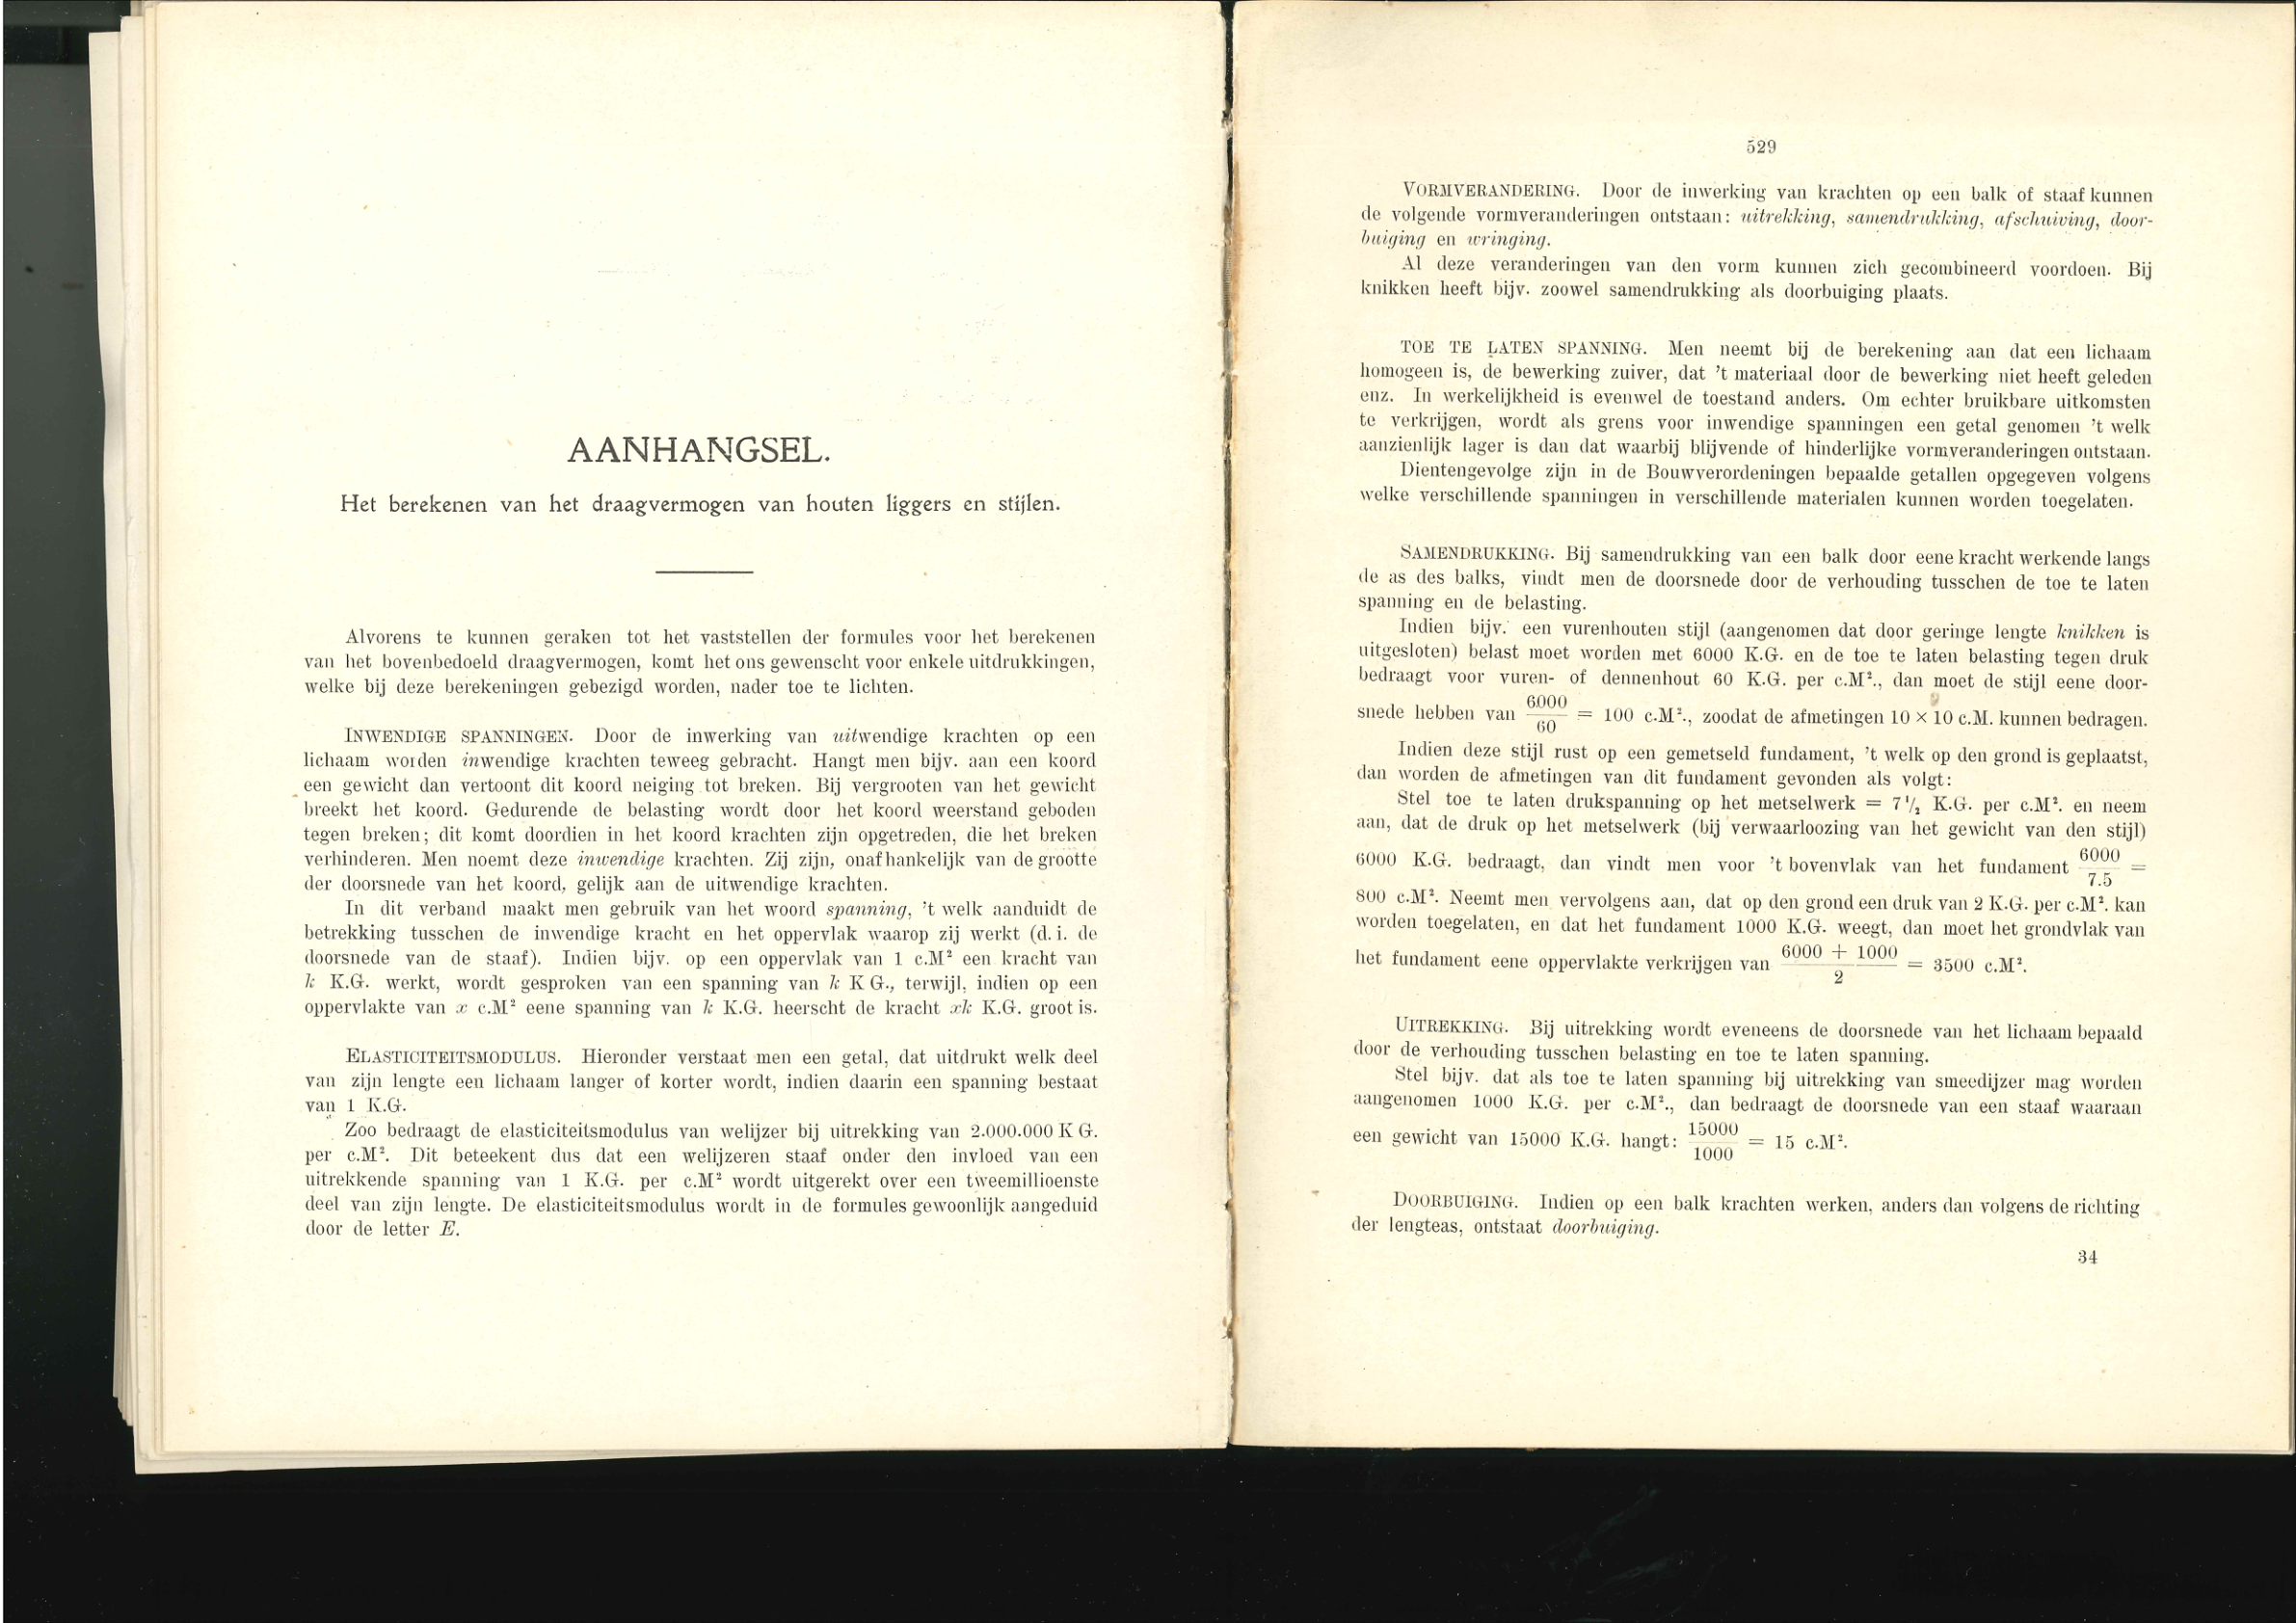 AANHANGSEL.
Het berekenen van het draagvermogen van houten liggers en stijlen.
Alvorens te kunnen geraken tot het vaststellen der formules voor het berekenen
van het bovenbedoeld draagvermogen, komt het ons gewenscht voor enkele uitdrukkingen,
welke bij deze berekeningen gebezigd worden, nader toe te lichten.
INWENDIGE SPANNINGEN. Door de inwerking van uitwendige krachten op een
lichaam worden inwendige krachten teweeg gebracht. Hangt men bijv. aan een koord
een gewicht dan vertoont dit koord neiging tot breken. Bij vergrooten van het gewicht
breekt het koord. Gedurende de belasting wordt door het koord weerstand geboden
tegen breken; dit komt doordien in het koord krachten zijn opgetreden, die het breken
verhinderen. Men noemt deze inwendige krachten. Zij zijn, onafhankelijk van de grootte
der doorsnede van het koord, gelijk aan de uitwendige krachten.
In dit verband maakt men gebruik van het woord spanning, 't welk aanduidt de
betrekking tusschen de inwendige kracht en het oppervlak waarop zij werkt (d. i. de
doorsnede van de staaf). Indien bijv. op een oppervlak van 1 c.M² een kracht van
k K.G. werkt, wordt gesproken van een spanning van k K G., terwijl, indien op een
oppervlakte van x c.M² eene spanning van k K.G. heerscht de kracht xk K.G. groot is.
ELASTICITEITSMODULUS. Hieronder verstaat men een getal, dat uitdrukt welk deel
van zijn lengte een lichaam langer of korter wordt, indien daarin een spanning bestaat
van 1 K.G.
Zoo bedraagt de elasticiteitsmodulus van welijzer bij uitrekking van 2.000.000 K G.
per c.M². Dit beteekent dus dat een welijzeren staaf onder den invloed van een
uitrekkende spanning van 1 K.G. per c.M² wordt uitgerekt over een tweemillioenste
deel van zijn lengte. De elasticiteitsmodulus wordt in de formules gewoonlijk aangeduid
door de letter E.
529
VORMVERANDERING. Door de inwerking van krachten op een balk of staaf kunnen
de volgende vormveranderingen ontstaan: uitrekking, samendrukking, afschuiving, door-
buiging en wringing.
Al deze veranderingen van den vorm kunnen zich gecombineerd voordoen. Bij
knikken heeft bijv. zoowel samendrukking als doorbuiging plaats.
TOE TE LATEN SPANNING. Men neemt bij de berekening aan dat een lichaam
homogeen is, de bewerking zuiver, dat 't materiaal door de bewerking niet heeft geleden
enz. In werkelijkheid is evenwel de toestand anders. Om echter bruikbare uitkomsten
te verkrijgen, wordt als grens voor inwendige spanningen een getal genomen 't welk
aanzienlijk lager is dan dat waarbij blijvende of hinderlijke vormveranderingen ontstaan.
Dientengevolge zijn in de Bouwverordeningen bepaalde getallen opgegeven volgens
welke verschillende spanningen in verschillende materialen kunnen worden toegelaten.
SAMENDRUKKING. Bij samendrukking van een balk door eene kracht werkende langs
de as des balks, vindt men de doorsnede door de verhouding tusschen de toe te laten
spanning en de belasting.
Indien bijv. een vurenhouten stijl (aangenomen dat door geringe lengte knikken is
uitgesloten) belast moet worden met 6000 K.G. en de toe te laten belasting tegen druk
bedraagt voor vuren- of dennenhout 60 K.G. per c.M²., dan moet de stijl eene door-
snede hebben van 6000/60 = 100 c.M²., zoodat de afmetingen 10 × 10 c.M. kunnen bedragen.
Indien deze stijl rust op een gemetseld fundament, 't welk op den grond is geplaatst,
dan worden de afmetingen van dit fundament gevonden als volgt:
Stel toe te laten drukspanning op het metselwerk = 7 1/2 K.G. per c.M². en neem
aan, dat de druk op het metselwerk (bij verwaarloozing van het gewicht van den stijl)
6000 K.G. bedraagt, dan vindt men voor 't bovenvlak van het fundament 6000/7.5 =
800 c.M². Neemt men vervolgens aan, dat op den grond een druk van 2 K.G. per c.M². kan
worden toegelaten, en dat het fundament 1000 K.G. weegt, dan moet het grondvlak van
het fundament eene oppervlakte verkrijgen van 6000 + 1000/2 = 3500 c.M².
UITREKKING. Bij uitrekking wordt eveneens de doorsnede van het lichaam bepaald
door de verhouding tusschen belasting en toe te laten spanning.
Stel bijv. dat als toe te laten spanning bij uitrekking van smeedijzer mag worden
aangenomen 1000 K.G. per c.M²., dan bedraagt de doorsnede van een staaf waaraan
een gewicht van 15000 K.G. hangt: 15000/1000 = 15 c.M².
DOORBUIGING. Indien op een balk krachten werken, anders dan volgens de richting
der lengteas, ontstaat doorbuiging.
34